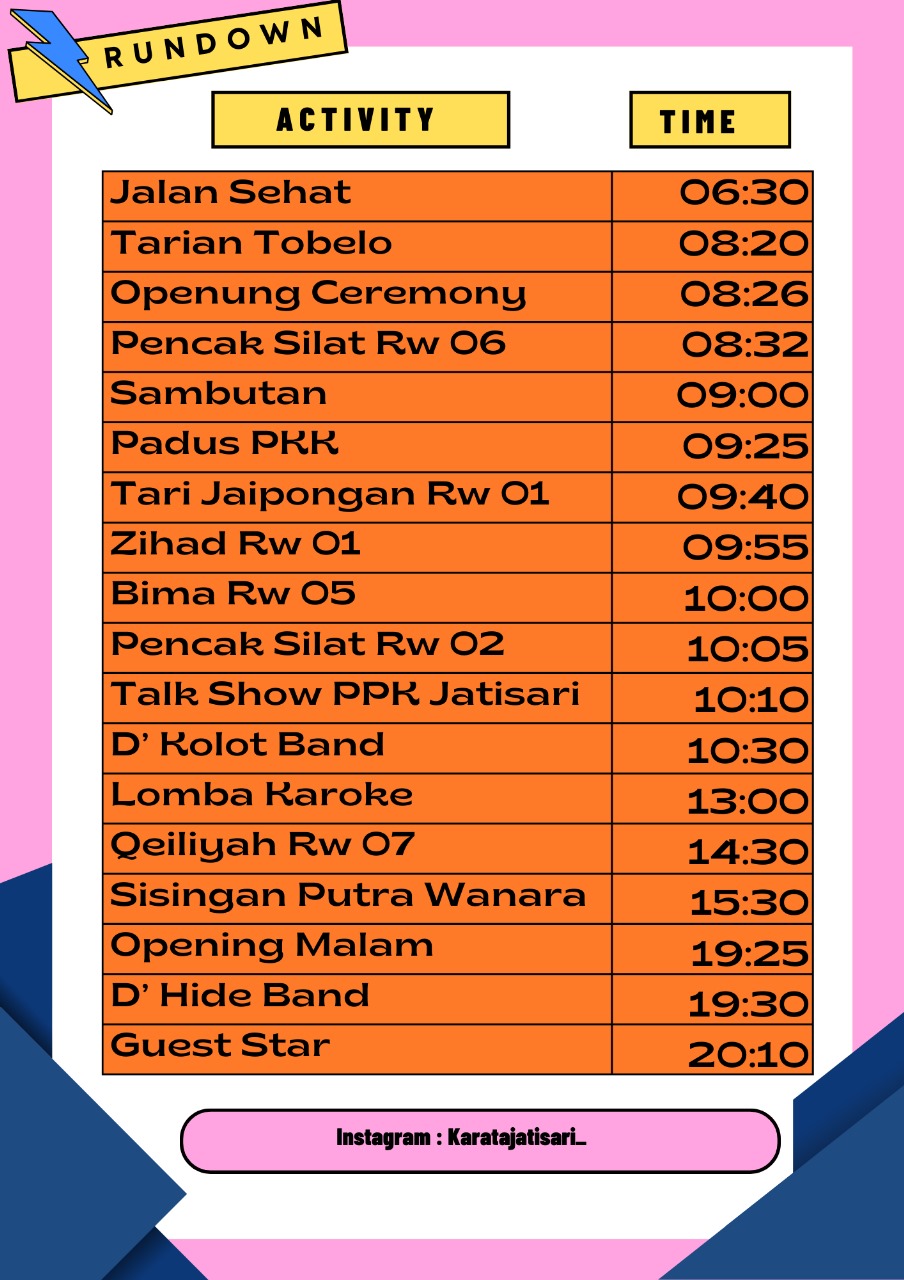 RUNDOWN
ACTIVITY TIME
Jalan Sehat 06:30
Tarian Tobelo 08:20
Openung Ceremony 08:26
Pencak Silat Rw 06 08:32
Sambutan 09:00
Padus PKK 09:25
Tari Jaipongan Rw 01 09:40
Zihad Rw 01 09:55
Bima Rw 05 10:00
Pencak Silat Rw 02 10:05
Talk Show PPK Jatisari 10:10
D’ Kolot Band 10:30
Lomba Karoke 13:00
Qeiliyah Rw 07 14:30
Sisingan Putra Wanara 15:30
Opening Malam 19:25
D’ Hide Band 19:30
Guest Star 20:10
Instagram : Karatajatisari_